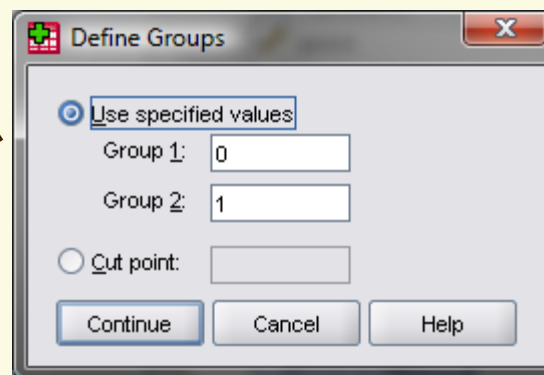 Define Groups
Use specified values
Group 1: 0
Group 2: 1
Cut point:
Continue Cancel Help